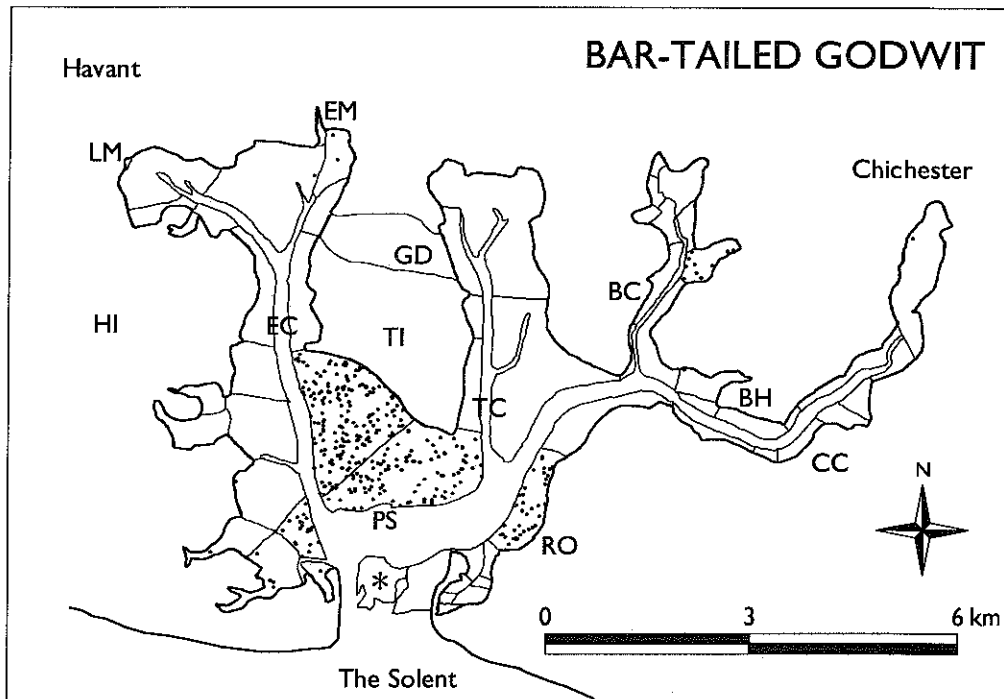 BAR-TAILED GODWIT
Havant
EM
LM
Chichester
GD
BC
HI
EC
TI
BH
TC
CC
N
PS
RO
*
0 3 6 km
The Solent